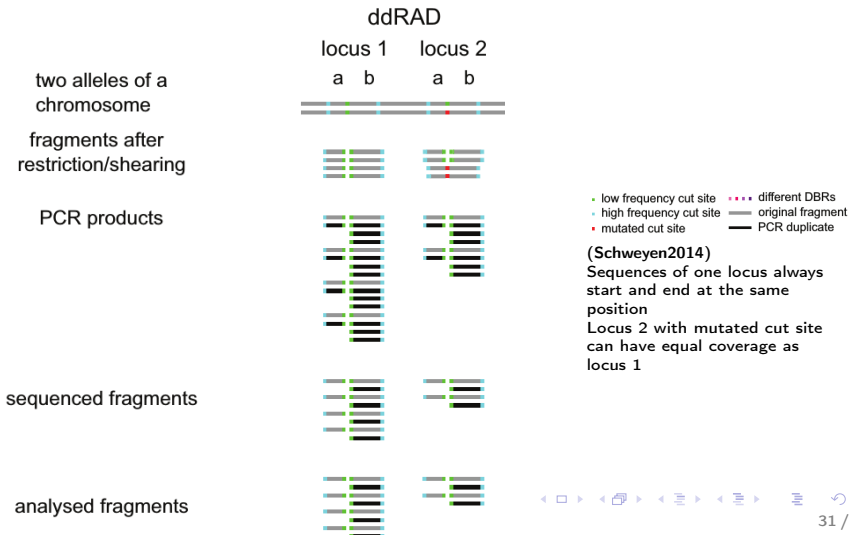 ddRAD
locus 1 locus 2
a b a b
two alleles of a
chromosome
fragments after
restriction/shearing
PCR products
low frequency cut site different DBRs
high frequency cut site original fragment
mutated cut site PCR duplicate
(Schweyen2014)
Sequences of one locus always
start and end at the same
position
Locus 2 with mutated cut site
can have equal coverage as
locus 1
sequenced fragments
analysed fragments
31 /